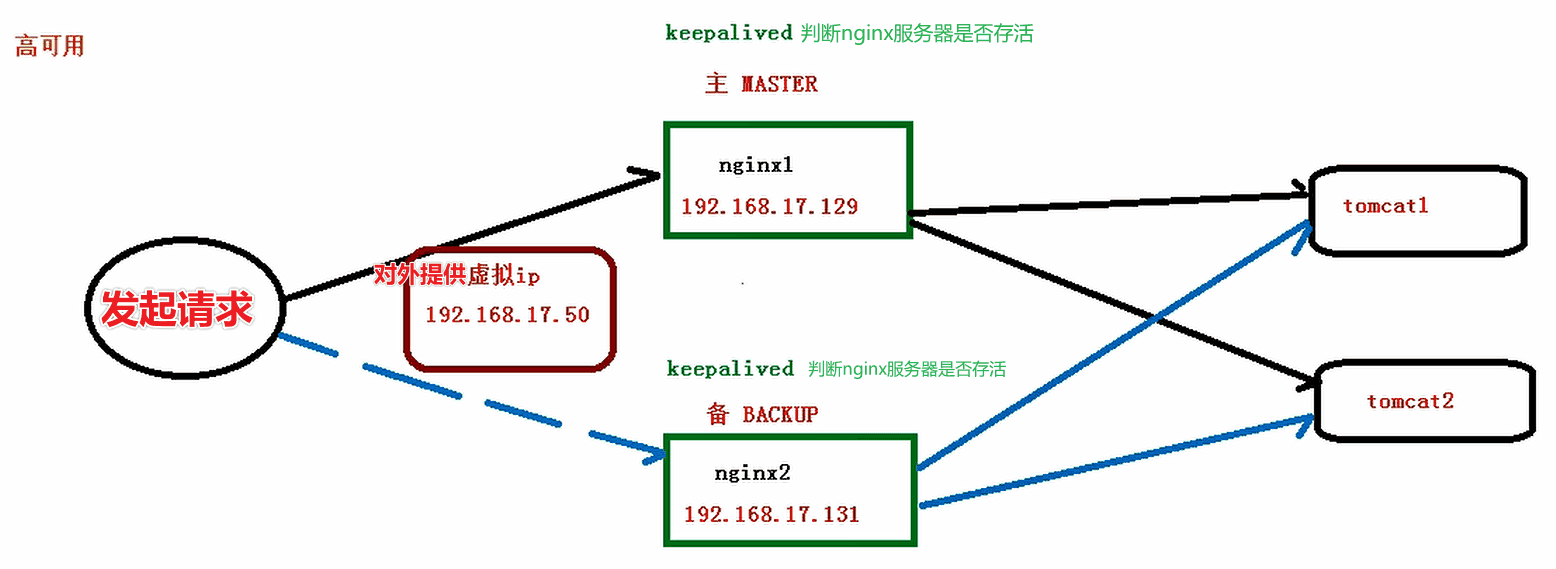 高可用
keepalived 判断nginx服务器是否存活
主 MASTER
nginx1
192.168.17.129
tomcat1
对外提供虚拟ip
192.168.17.50
发起请求
keepalived 判断nginx服务器是否存活
备 BACKUP
tomcat2
nginx2
192.168.17.131